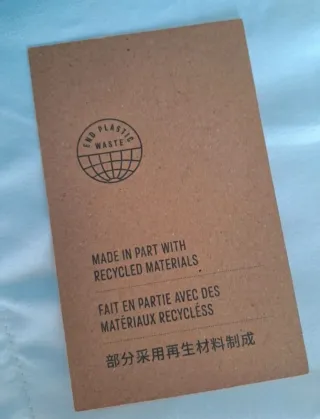 END PLASTIC
WASTE
MADE IN PART WITH
RECYCLED MATERIALS
FAIT EN PARTIE AVEC DES
MATÉRIAUX RECYCLÉSS
部分采用再生材料制成